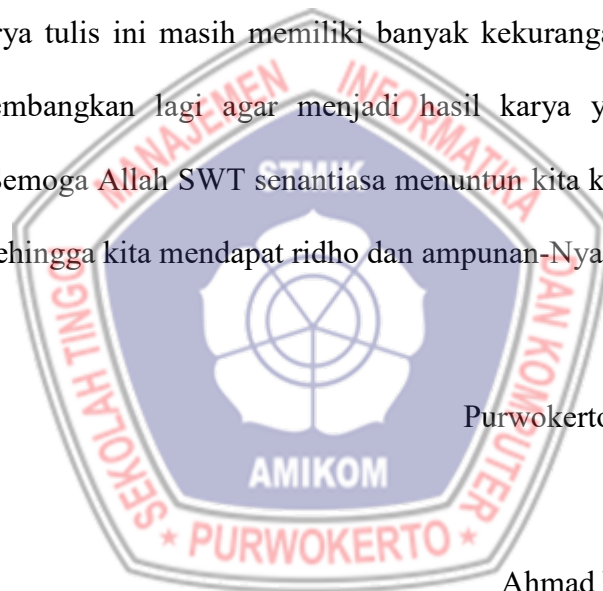 rya tulis ini masih memiliki banyak kekuranga
embangkan lagi agar menjadi hasil karya y
Semoga Allah SWT senantiasa menuntun kita k
ehingga kita mendapat ridho dan ampunan-Nya
Purwokerto
Ahmad
SEKOLAH TINGGI MANAJEMEN INFORMATIKA DAN KOMPUTER
STMIK
AMIKOM
* PURWOKERTO *